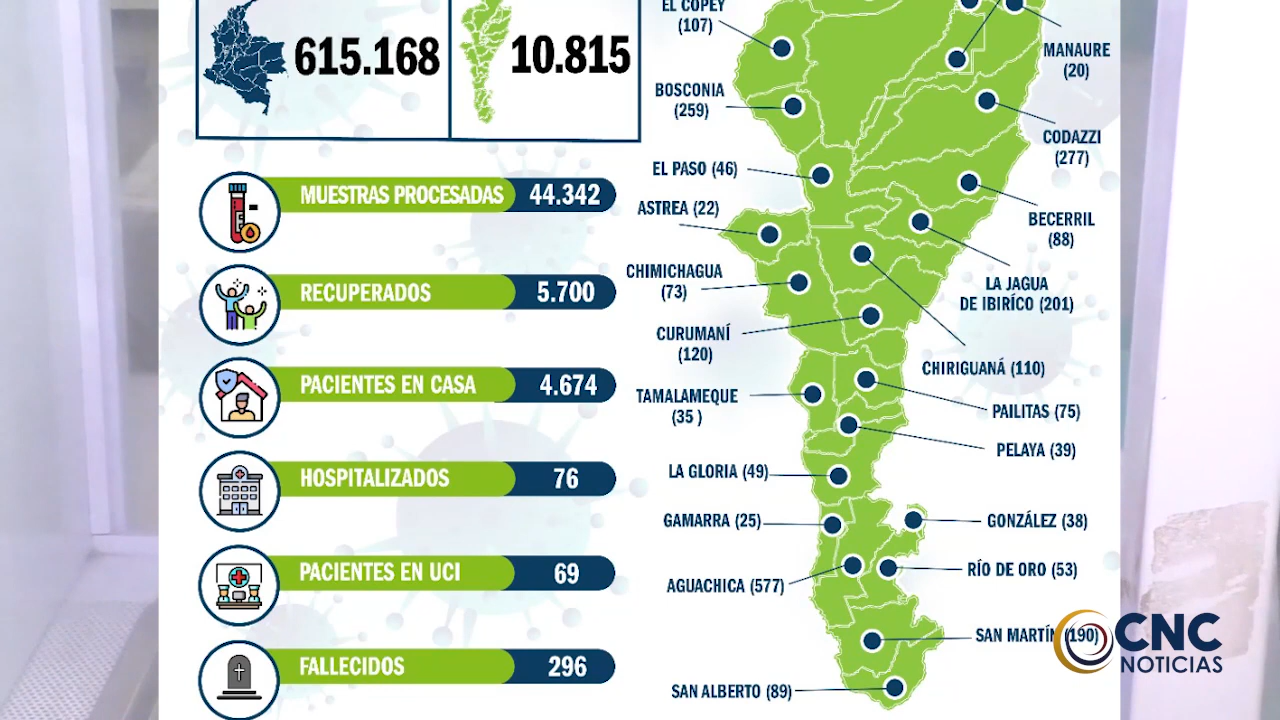 615.168
10.815
MUESTRAS PROCESADAS 44.342
RECUPERADOS 5.700
PACIENTES EN CASA 4.674
HOSPITALIZADOS 76
PACIENTES EN UCI 69
FALLECIDOS 296
EL COPEY
(107)
MANAURE
(20)
BOSCONIA
(259)
CODAZZI
(277)
EL PASO (46)
ASTREA (22)
BECERRIL
(88)
CHIMICHAGUA
(73)
LA JAGUA
DE IBIRÍCO (201)
CURUMANÍ
(120)
CHIRIGUANÁ (110)
TAMALAMEQUE
(35 )
PAILITAS (75)
PELAYA (39)
LA GLORIA (49)
GAMARRA (25)
GONZÁLEZ (38)
RÍO DE ORO (53)
AGUACHICA (577)
SAN MARTÍN (190)
SAN ALBERTO (89)
CNC
NOTICIAS